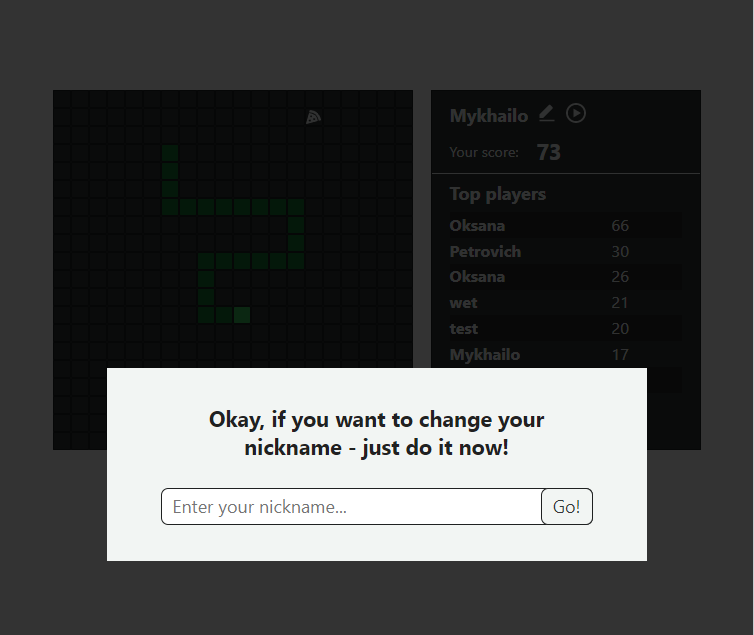 Mykhailo
Your score: 73
Top players
Oksana 66
Petrovich 30
Oksana 26
wet 21
test 20
Mykhailo 17
Okay, if you want to change your
nickname - just do it now!
Enter your nickname... Go!